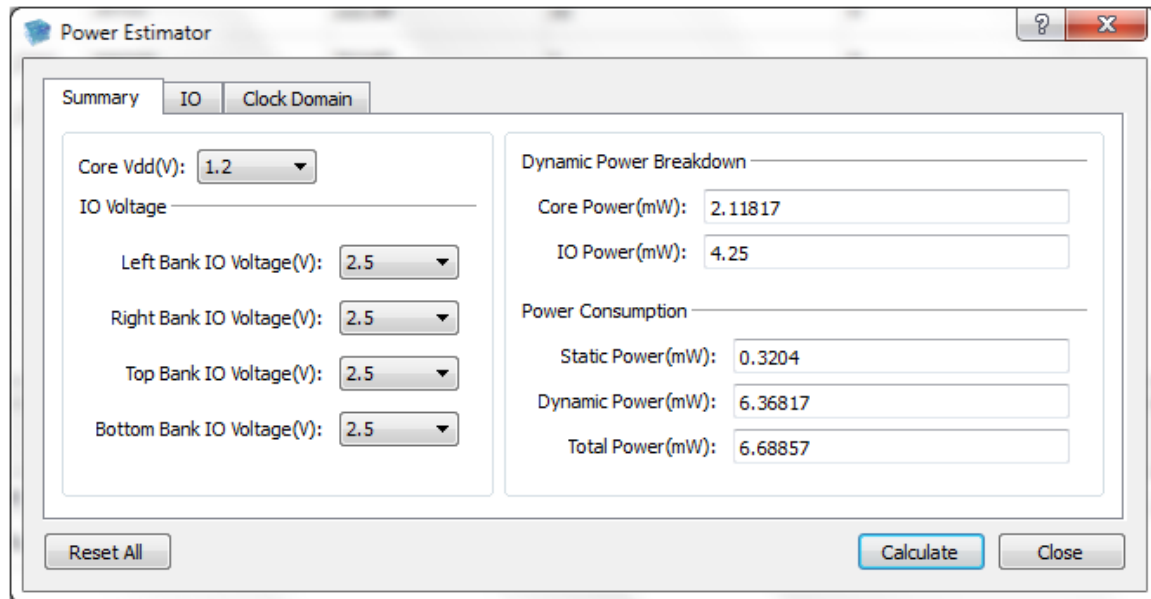 Power Estimator
Summary IO Clock Domain
Core Vdd(V): 1.2
IO Voltage
Left Bank IO Voltage(V): 2.5
Right Bank IO Voltage(V): 2.5
Top Bank IO Voltage(V): 2.5
Bottom Bank IO Voltage(V): 2.5
Dynamic Power Breakdown
Core Power(mW): 2.11817
IO Power(mW): 4.25
Power Consumption
Static Power(mW): 0.3204
Dynamic Power(mW): 6.36817
Total Power(mW): 6.68857
Reset All Calculate Close